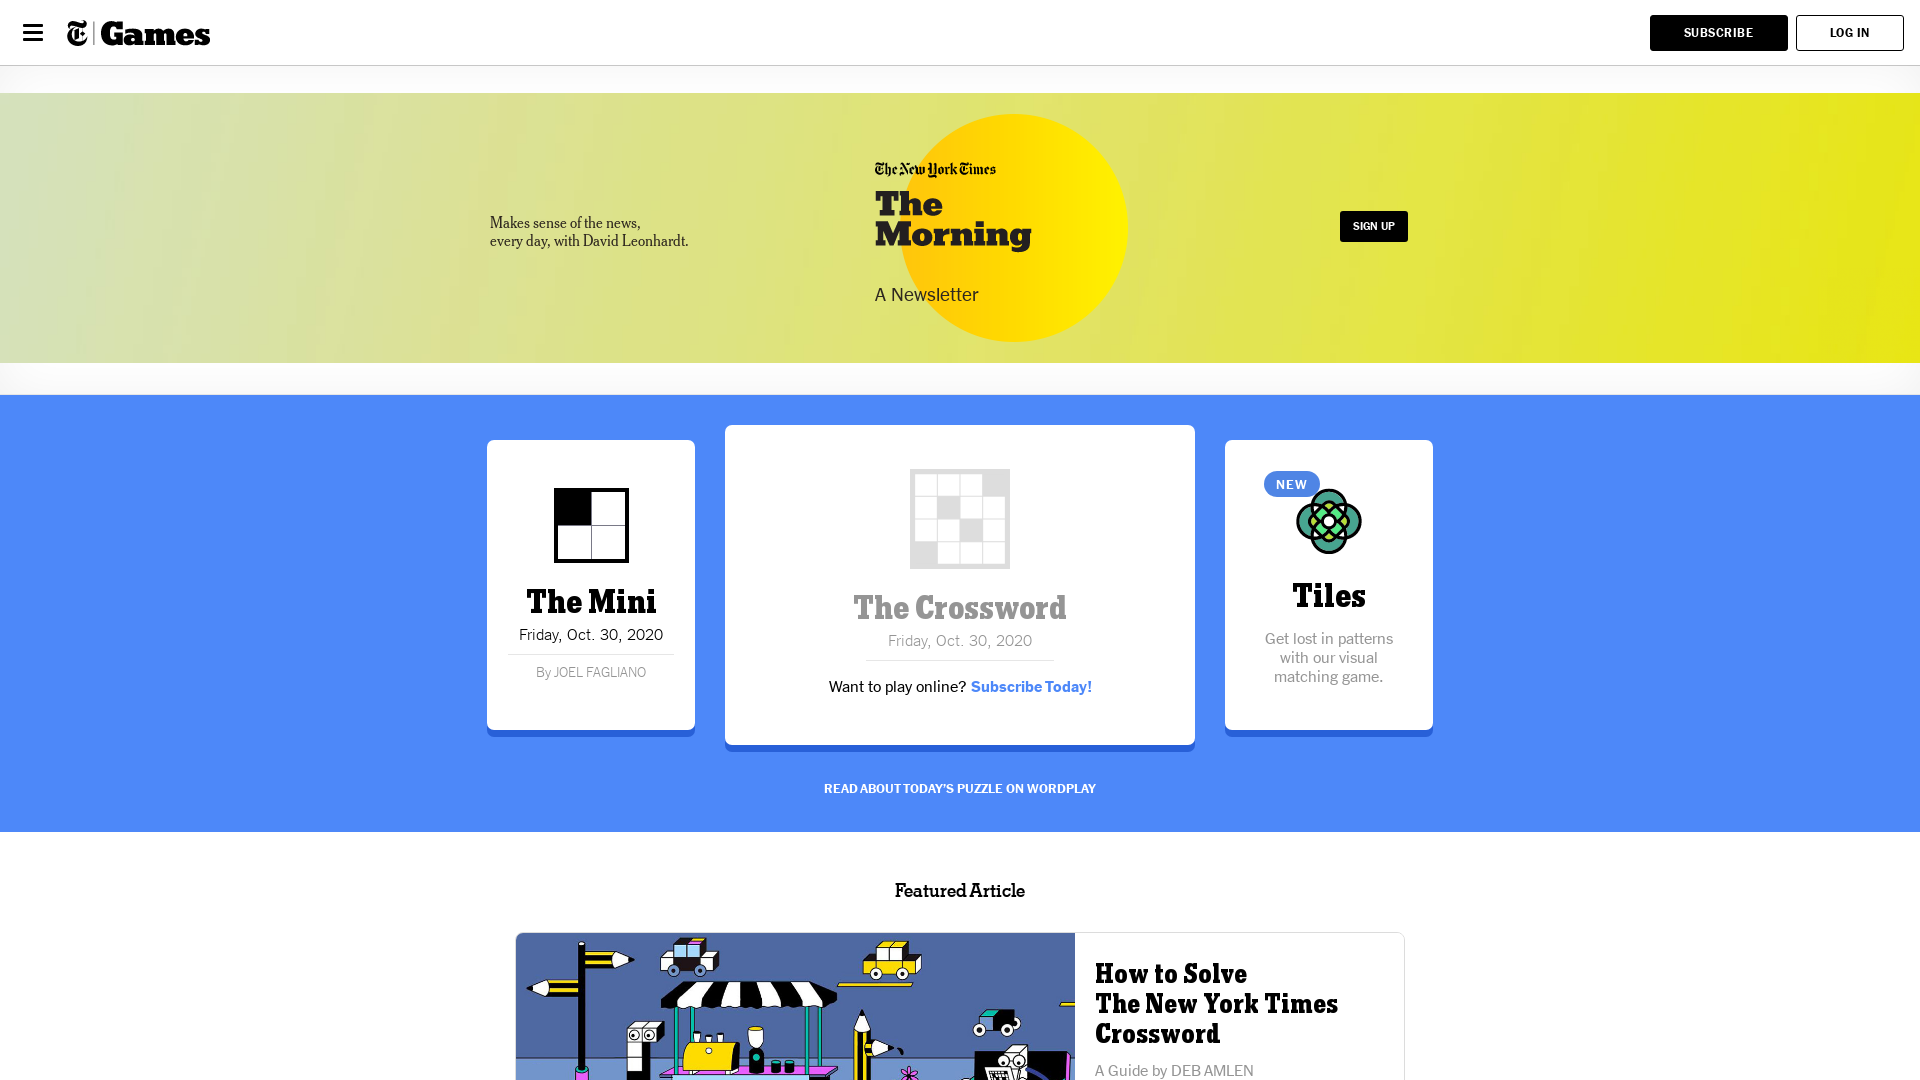 T Games
SUBSCRIBE
LOG IN
The New York Times
The
Morning
Makes sense of the news,
every day, with David Leonhardt.
SIGN UP
A Newsletter
The Mini
Friday, Oct. 30, 2020
By JOEL FAGLIANO
The Crossword
Friday, Oct. 30, 2020
Want to play online? Subscribe Today!
NEW
Tiles
Get lost in patterns
with our visual
matching game.
READ ABOUT TODAY'S PUZZLE ON WORDPLAY
Featured Article
How to Solve
The New York Times
Crossword
A Guide by DEB AMLEN